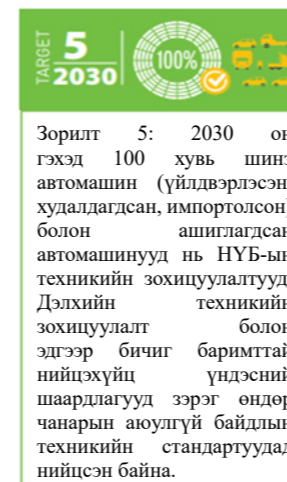 TARGET
5
2030
100%
Зорилт 5: 2030 он
гэхэд 100 хувь шинэ
автомашин (үйлдвэрлэсэн,
худалдагдсан, импортолсон)
болон ашиглагдсан
автомашинууд нь НҮБ-ын
техникийн зохицуулалтууд,
Дэлхийн техникийн
зохицуулалт болон
эдгээр бичиг баримттай
нийцэхүйц үндэсний
шаардлагууд зэрэг өндөр
чанарын аюулгүй байдлын
техникийн стандартуудад
нийцсэн байна.